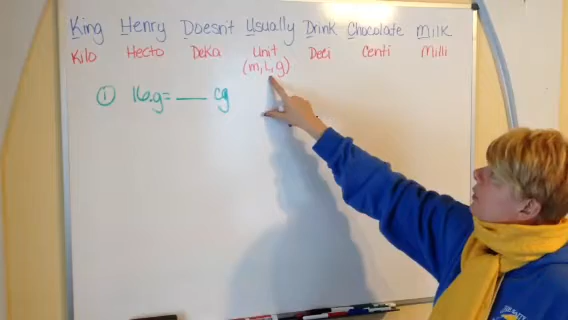 King Henry Doesn't Usually Drink Chocolate Milk
Kilo Hecto Deka Unit Deci Centi Milli
(m, L, g)
① 16.g= ___ cg